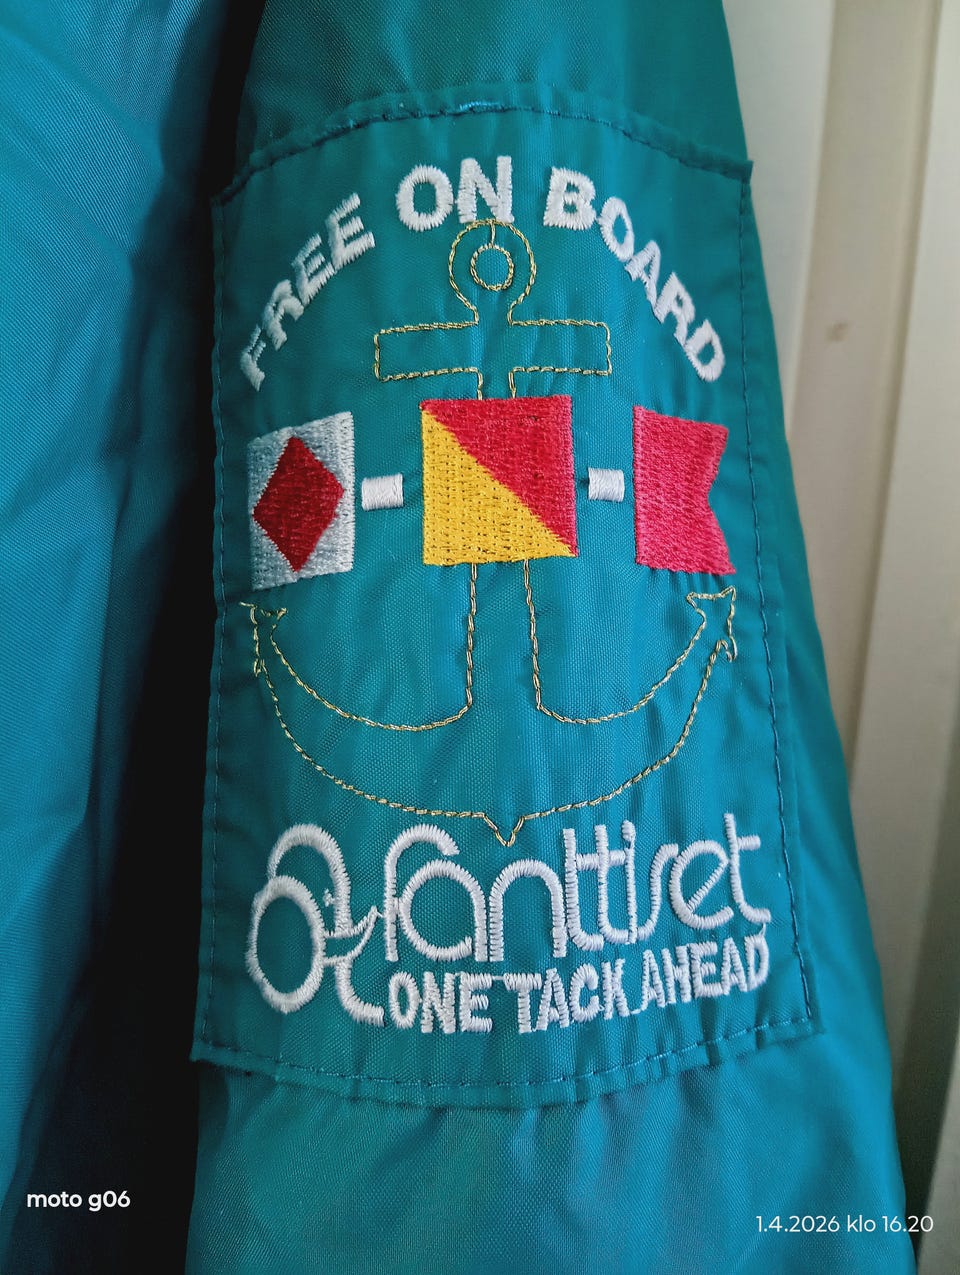 FREE ON BOARD
Fanttiset
ONE TACK AHEAD
moto g06
1.4.2026 klo 16.20